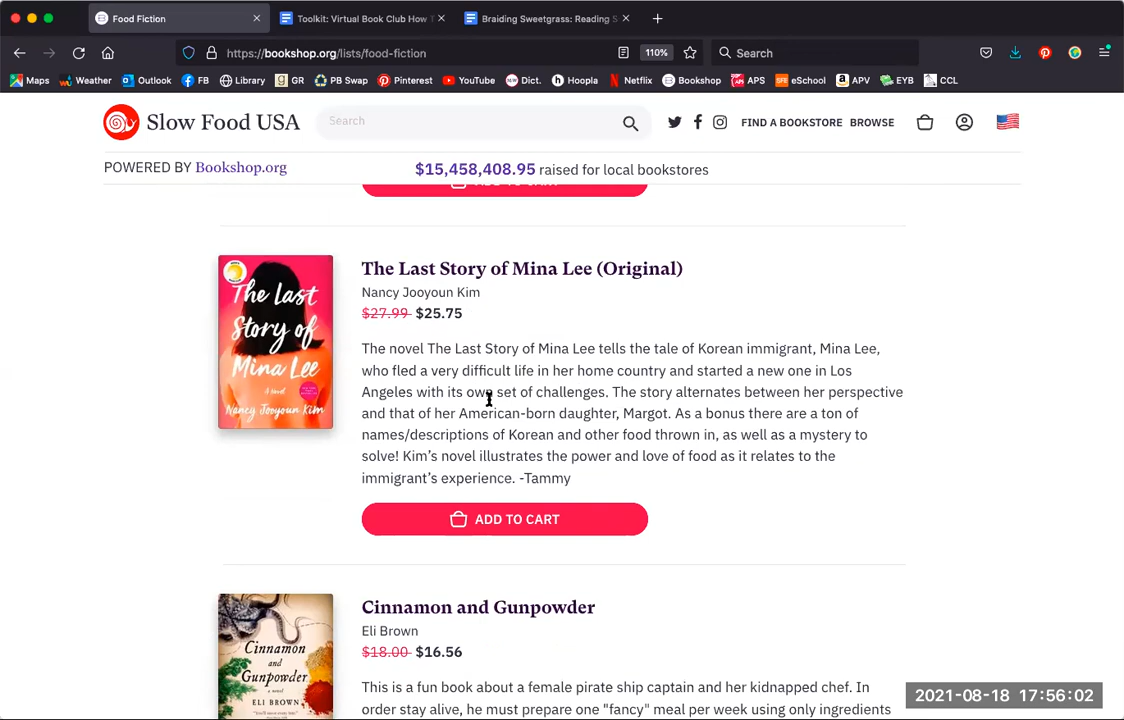 Food Fiction
Toolkit: Virtual Book Club How
Braiding Sweetgrass: Reading S
https://bookshop.org/lists/food-fiction
110%
Search
Maps Weather Outlook FB Library GR PB Swap Pinterest YouTube Dict. Hoopla Netflix Bookshop APS eSchool APV EYB CCL
Slow Food USA
Search
FIND A BOOKSTORE BROWSE
POWERED BY Bookshop.org
$15,458,408.95 raised for local bookstores
ADD TO CART
The Last Story of Mina Lee (Original)
Nancy Jooyoun Kim
$27.99 $25.75
The novel The Last Story of Mina Lee tells the tale of Korean immigrant, Mina Lee,
who fled a very difficult life in her home country and started a new one in Los
Angeles with its own set of challenges. The story alternates between her perspective
and that of her American-born daughter, Margot. As a bonus there are a ton of
names/descriptions of Korean and other food thrown in, as well as a mystery to
solve! Kim's novel illustrates the power and love of food as it relates to the
immigrant's experience. -Tammy
ADD TO CART
The Last
Story of
Mina Lee
A Novel
Nancy Jooyoun Kim
Cinnamon and Gunpowder
Eli Brown
$18.00 $16.56
This is a fun book about a female pirate ship captain and her kidnapped chef. In
order stay alive, he must prepare one "fancy" meal per week using only ingredients
Cinnamon
and
Gunpowder
a novel
ELI BROWN
2021-08-18 17:56:02